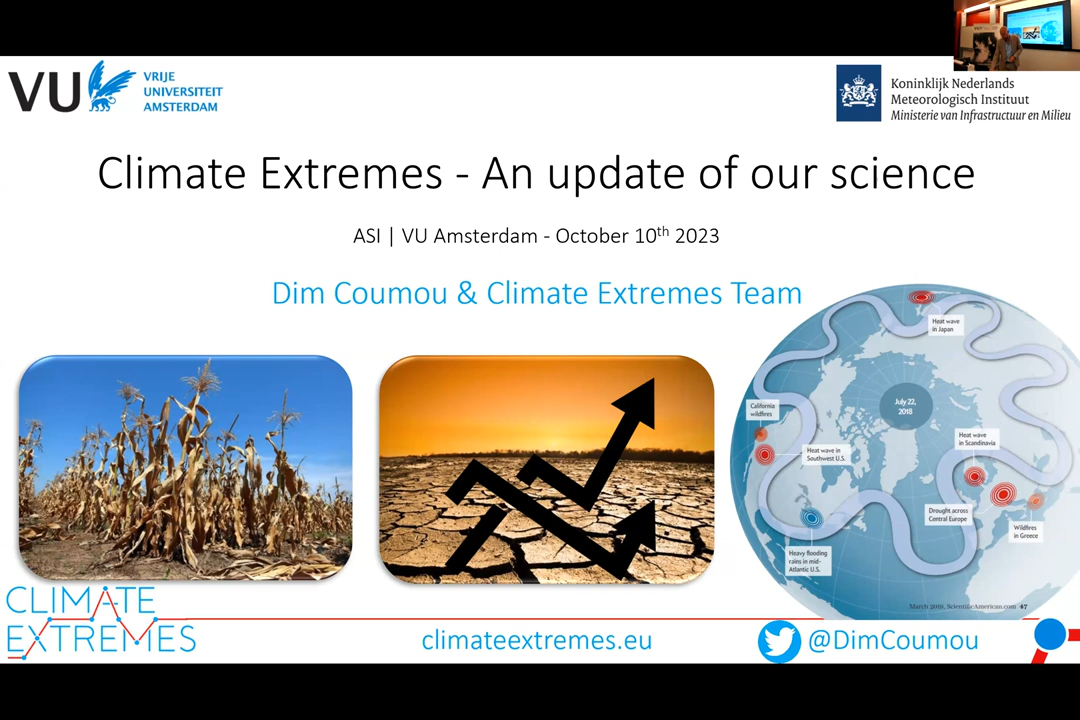 VU
VRIJE
UNIVERSITEIT
AMSTERDAM
Koninklijk Nederlands
Meteorologisch Instituut
Ministerie van Infrastructuur en Milieu
Climate Extremes - An update of our science
ASI | VU Amsterdam - October 10th 2023
Dim Coumou & Climate Extremes Team
Heat wave
in Japan
July 22,
2018
California
wildfires
Heat wave in
Southwest U.S.
Heat wave
in Scandinavia
Drought across
Central Europe
Wildfires
in Greece
Heavy flooding
rains in mid-
Atlantic U.S.
March 2019, ScientificAmerican.com 47
CLIMATE
EXTREMES
climateextremes.eu
@DimCoumou